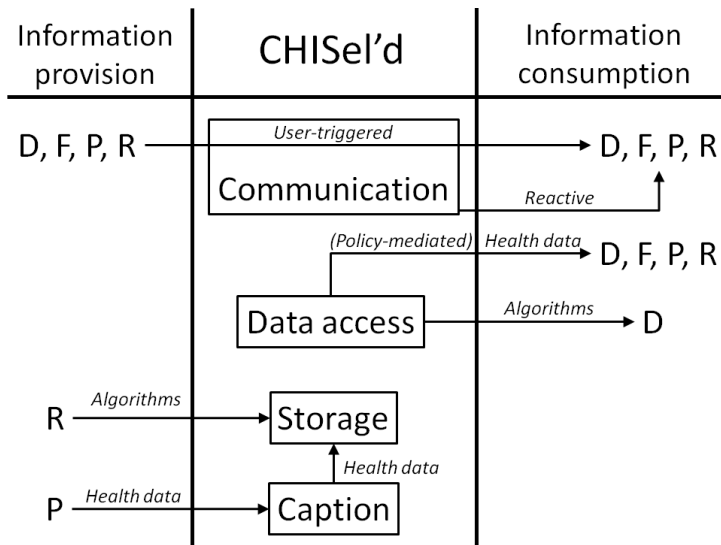 Information
provision
CHISel'd
Information
consumption
D, F, P, R
User-triggered
D, F, P, R
Communication
Reactive
(Policy-mediated)
Health data
D, F, P, R
Data access
Algorithms
D
R
Algorithms
Storage
Health data
P
Health data
Caption